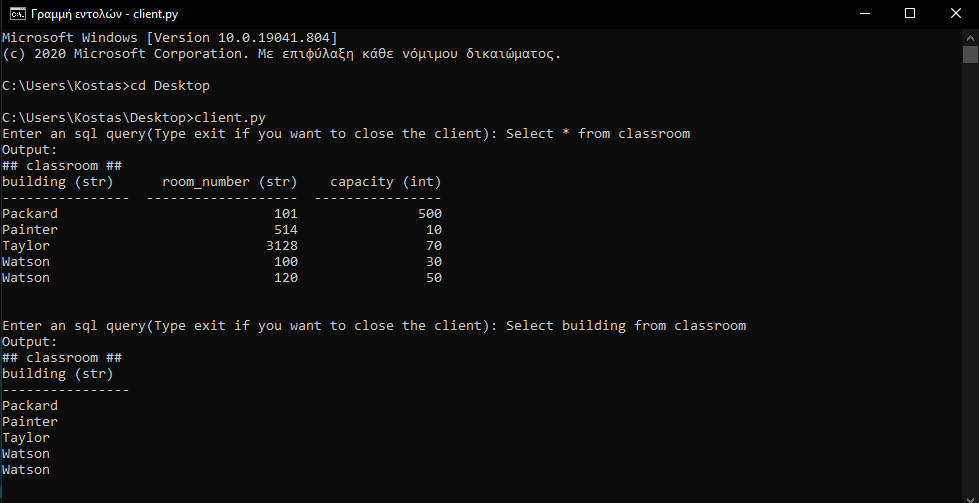 Γραμμή εντολών - client.py
Microsoft Windows [Version 10.0.19041.804]
(c) 2020 Microsoft Corporation. Με επιφύλαξη κάθε νόμιμου δικαιώματος.
C:\Users\Kostas>cd Desktop
C:\Users\Kostas\Desktop>client.py
Enter an sql query(Type exit if you want to close the client): Select * from classroom
Output:
## classroom ##
building (str)      room_number (str)    capacity (int)
----------------  -------------------  ----------------
Packard                           101               500
Painter                           514                10
Taylor                           3128                70
Watson                            100                30
Watson                            120                50
Enter an sql query(Type exit if you want to close the client): Select building from classroom
Output:
## classroom ##
building (str)
----------------
Packard
Painter
Taylor
Watson
Watson